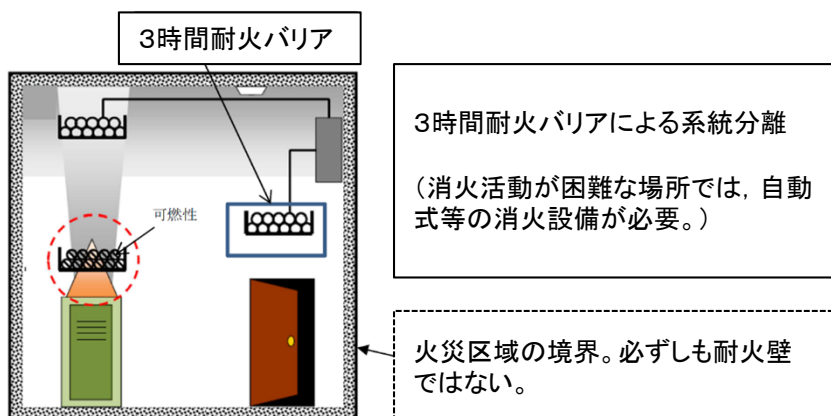 3時間耐火バリア
3時間耐火バリアによる系統分離
(消火活動が困難な場所では, 自動
式等の消火設備が必要。)
可燃性
火災区域の境界。必ずしも耐火壁
ではない。